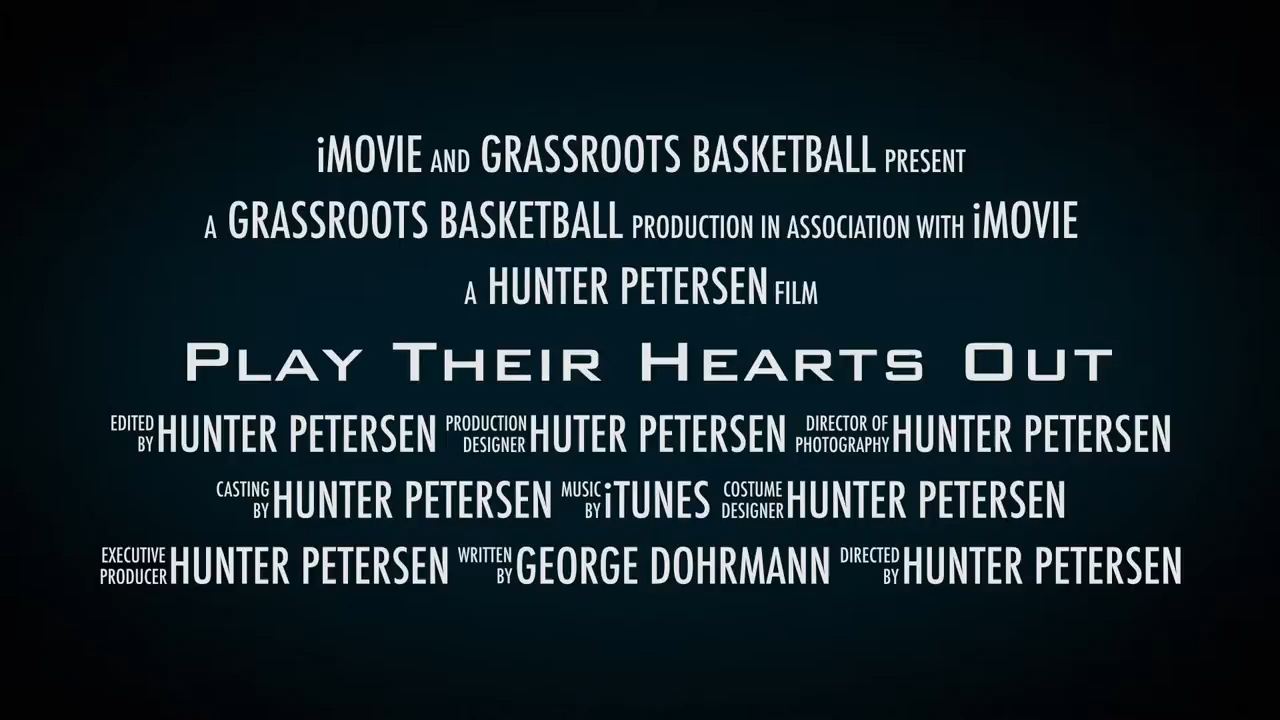 iMOVIE AND GRASSROOTS BASKETBALL PRESENT
A GRASSROOTS BASKETBALL PRODUCTION IN ASSOCIATION WITH iMOVIE
A HUNTER PETERSEN FILM
PLAY THEIR HEARTS OUT
EDITED BY HUNTER PETERSEN PRODUCTION DESIGNER HUTER PETERSEN DIRECTOR OF PHOTOGRAPHY HUNTER PETERSEN
CASTING BY HUNTER PETERSEN MUSIC BY iTUNES COSTUME DESIGNER HUNTER PETERSEN
EXECUTIVE PRODUCER HUNTER PETERSEN WRITTEN BY GEORGE DOHRMANN DIRECTED BY HUNTER PETERSEN